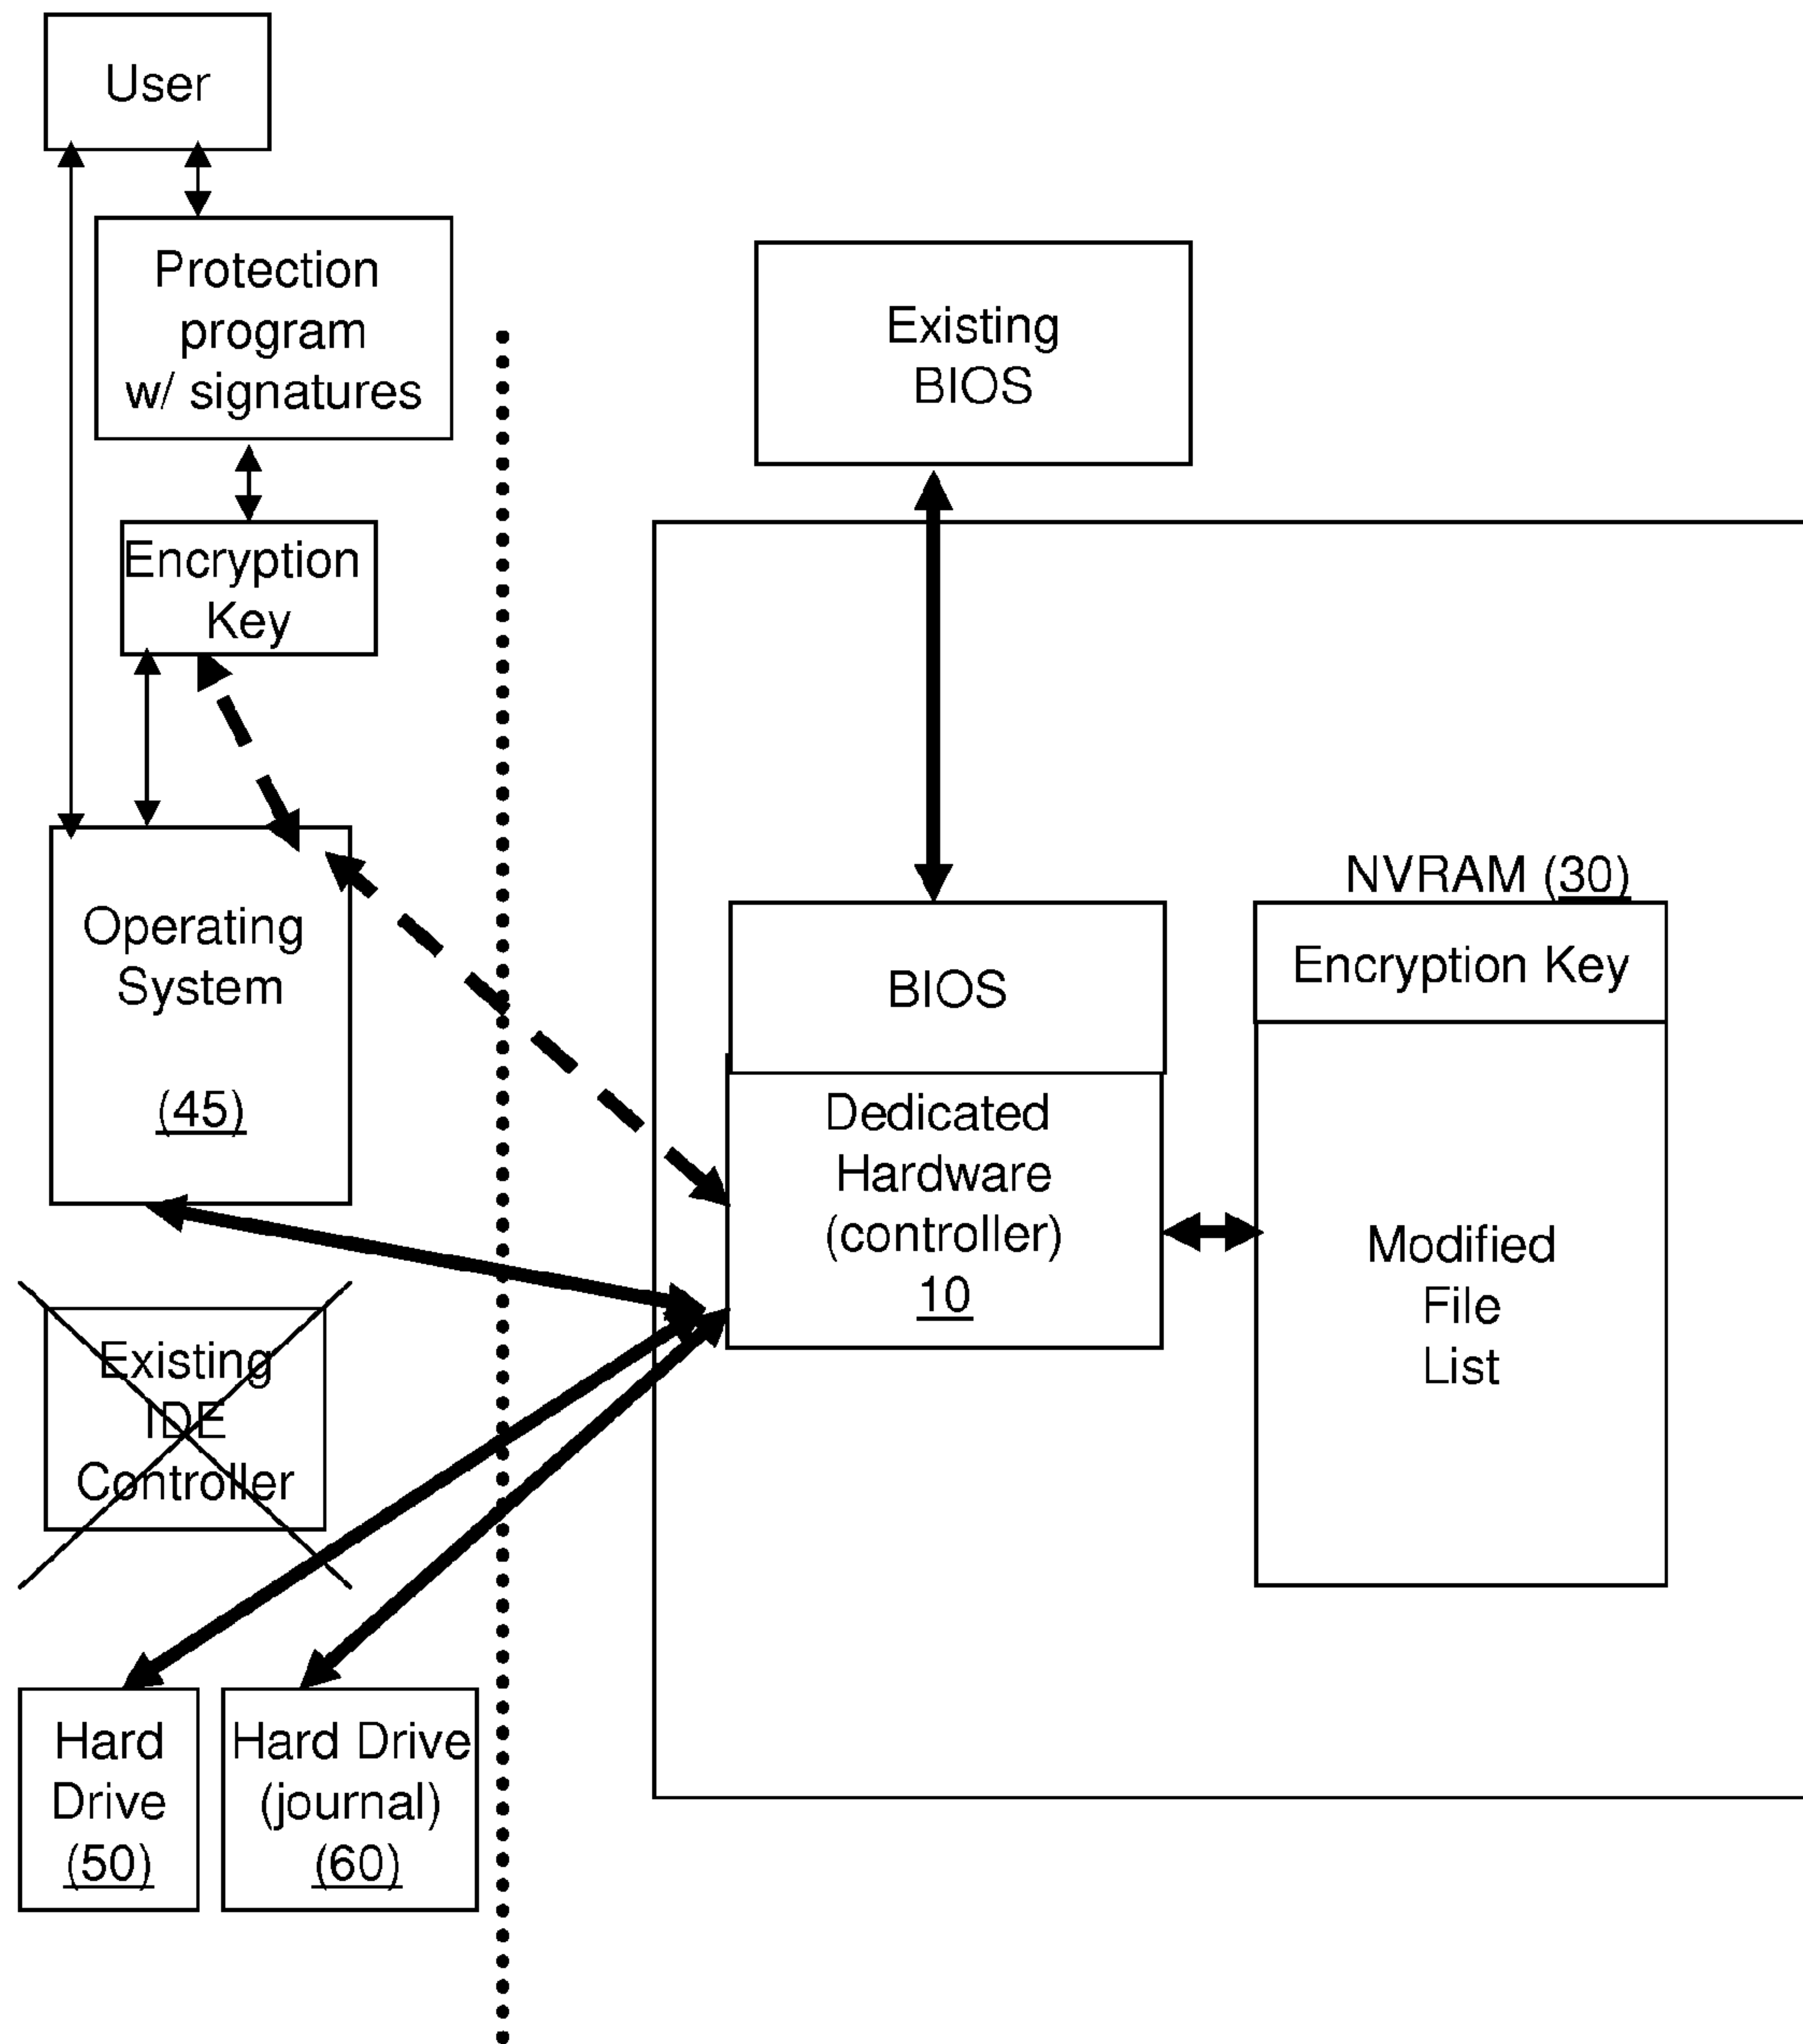 User
Protection
program
w/ signatures
Encryption
Key
Operating
System
(45)
Existing
IDE
Controller
Hard
Drive
(50)
Hard Drive
(journal)
(60)
Existing
BIOS
BIOS
Dedicated
Hardware
(controller)
10
NVRAM (30)
Encryption Key
Modified
File
List